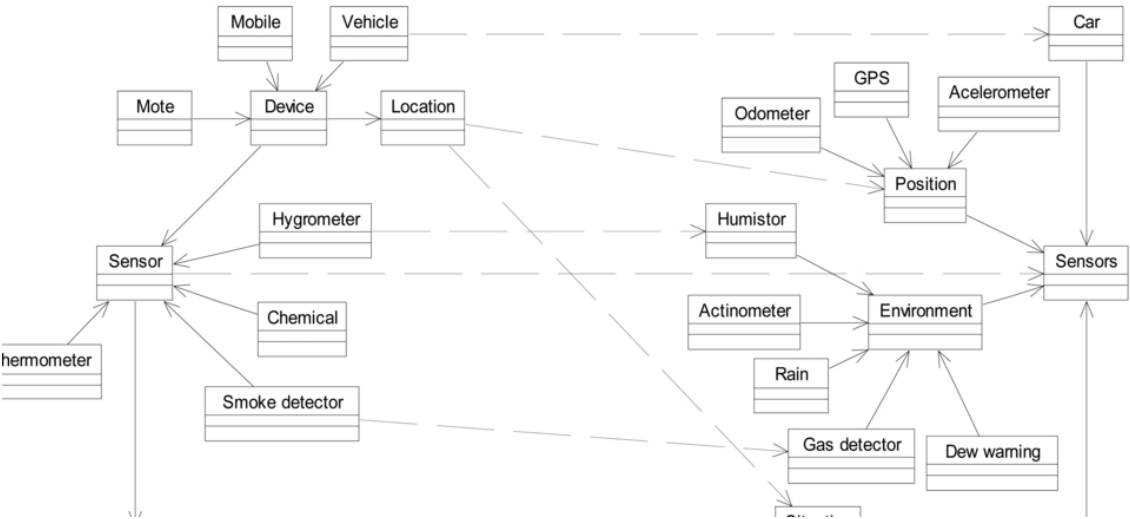 Mobile
Vehicle
Car
GPS
Acelerometer
Mote
Device
Location
Odometer
Position
Hygrometer
Humistor
Sensor
Sensors
Chemical
Actinometer
Environment
hermometer
Rain
Smoke detector
Gas detector
Dew warning